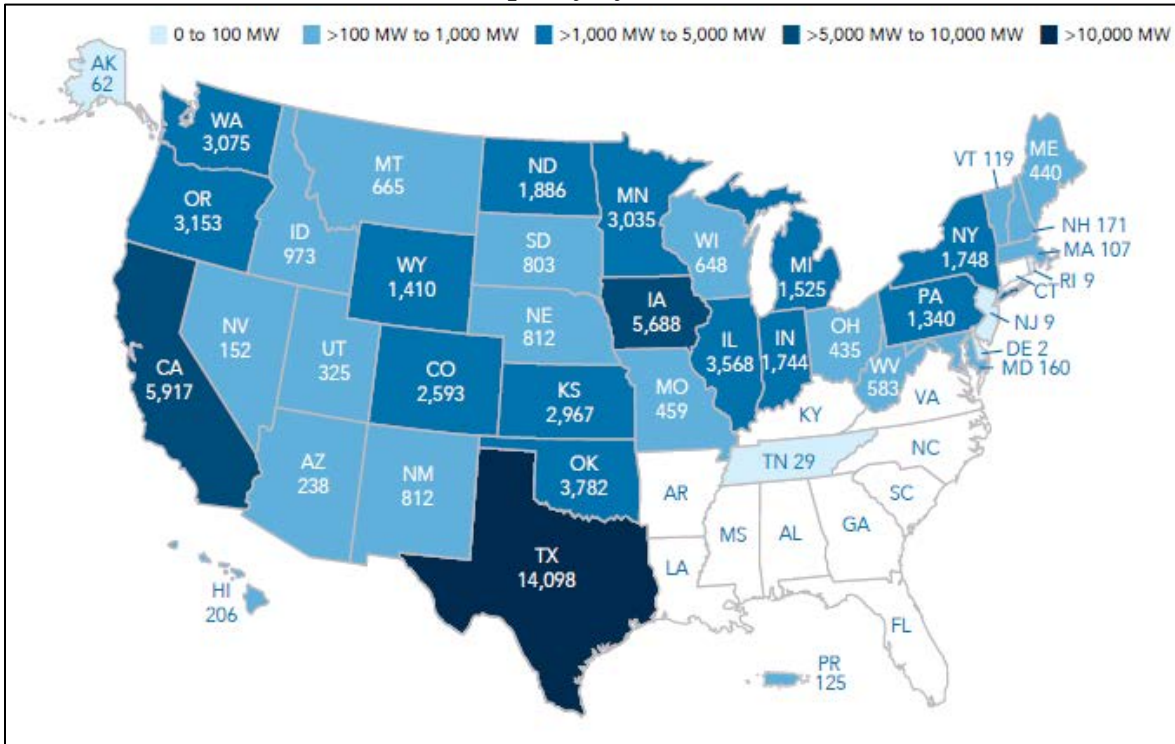 0 to 100 MW
>100 MW to 1,000 MW
>1,000 MW to 5,000 MW
>5,000 MW to 10,000 MW
>10,000 MW
AK
62
WA
3,075
MT
665
ND
1,886
MN
3,035
VT 119
ME
440
OR
3,153
ID
973
SD
803
WI
648
NH 171
NY
1,748
MA 107
WY
1,410
MI
1,525
RI 9
CT
IA
5,688
PA
1,340
NJ 9
NE
812
NV
152
UT
325
IL
3,568
IN
1,744
OH
435
DE 2
MD 160
CA
5,917
CO
2,593
WV
583
KS
2,967
MO
459
KY
VA
AZ
238
NM
812
OK
3,782
TN 29
NC
AR
SC
TX
14,098
MS
AL
GA
LA
HI
206
FL
PR
125